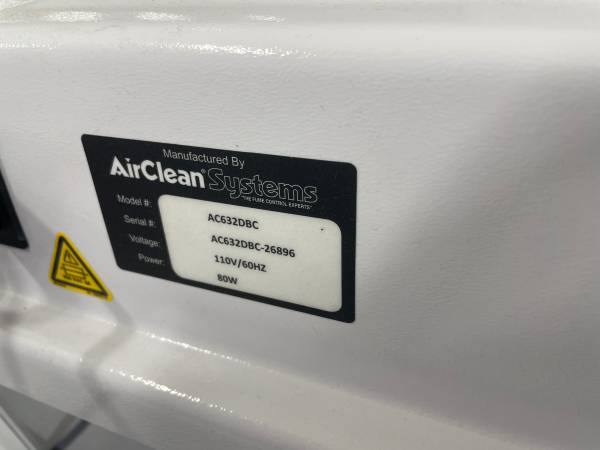 Manufactured By
AirClean® Systems
"THE FUME CONTROL EXPERTS"
Model #: AC632DBC
Serial #: AC632DBC-26896
Voltage: 110V/60HZ
Power: 80W